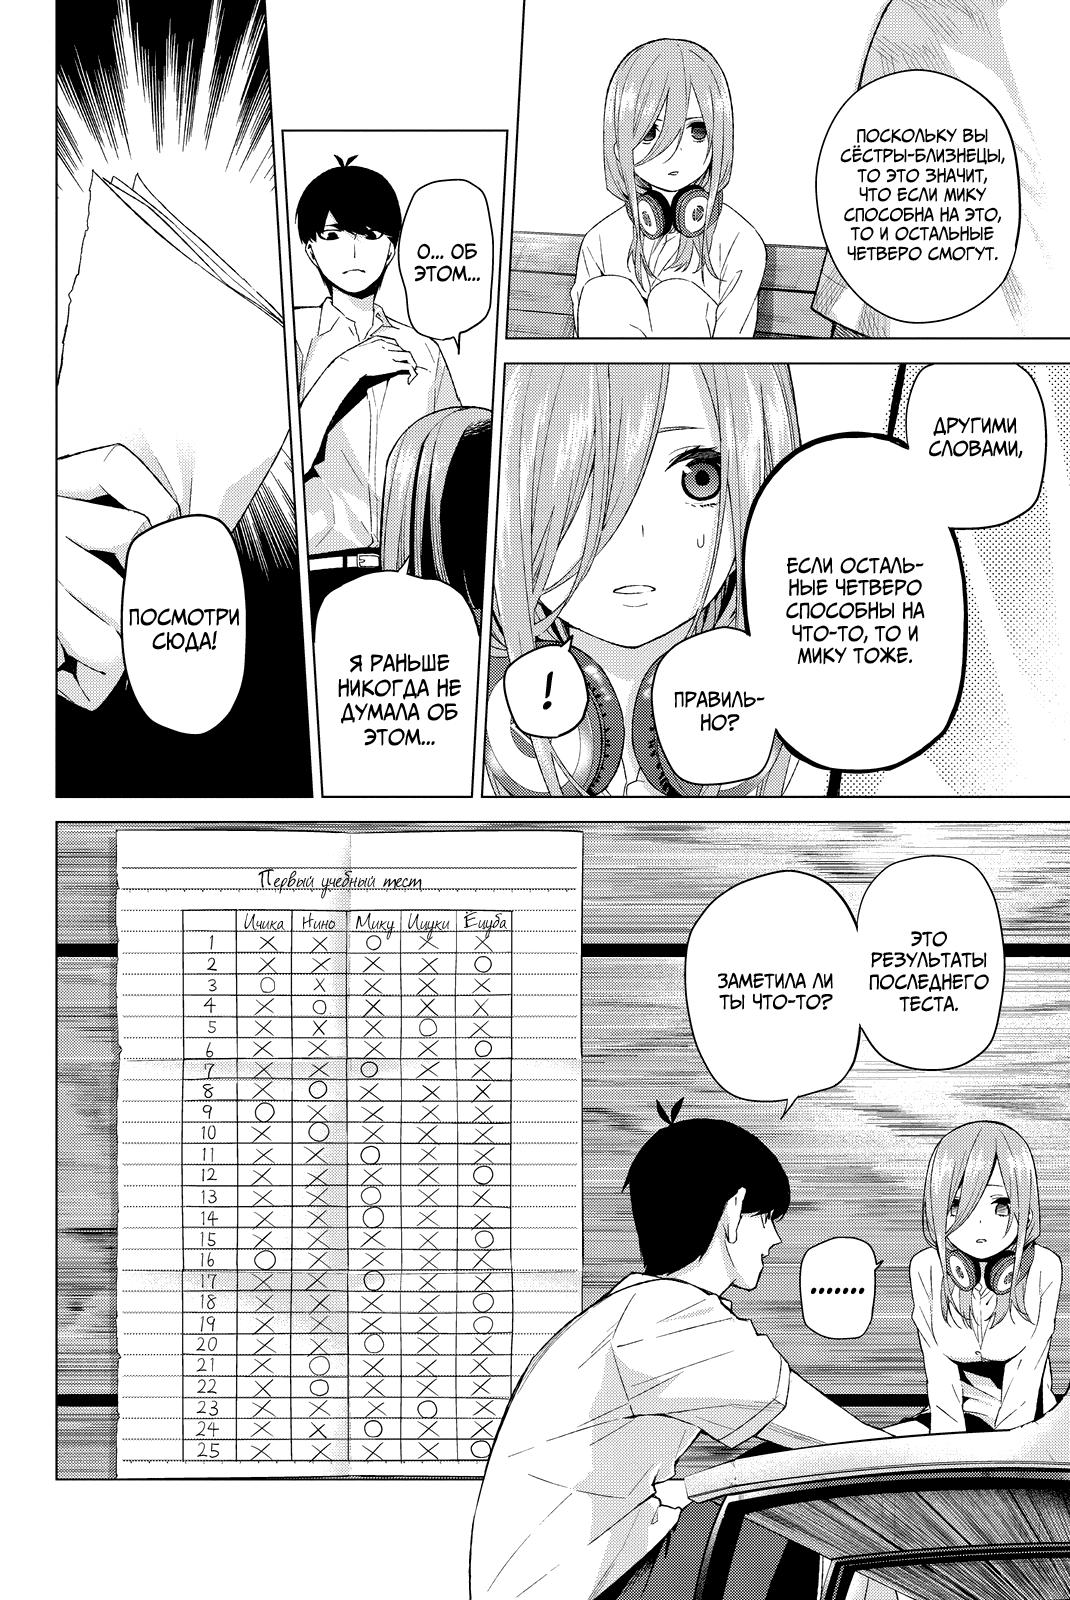 ПОСКОЛЬКУ ВЫ
СЁСТРЫ-БЛИЗНЕЦЫ,
ТО ЭТО ЗНАЧИТ,
ЧТО ЕСЛИ МИКУ
СПОСОБНА НА ЭТО,
ТО И ОСТАЛЬНЫЕ
ЧЕТВЕРО СМОГУТ.
ДРУГИМИ
СЛОВАМИ,
ЕСЛИ ОСТАЛЬ-
НЫЕ ЧЕТВЕРО
СПОСОБНЫ НА
ЧТО-ТО, ТО И
МИКУ ТОЖЕ.
ПРАВИЛЬ-
НО?
!
О... ОБ
ЭТОМ...
Я РАНЬШЕ
НИКОГДА НЕ
ДУМАЛА ОБ
ЭТОМ...
ПОСМОТРИ
СЮДА!
ЭТО
РЕЗУЛЬТАТЫ
ПОСЛЕДНЕГО
ТЕСТА.
ЗАМЕТИЛА ЛИ
ТЫ ЧТО-ТО?
........
Первый учебный тест
Ичика Нино Мику Ицуки Ёцуба
1 X X O X X
2 X X X X O
3 O X X X X
4 X O X X X
5 X X X O X
6 X X X X O
7 X X O X X
8 X O X X X
9 O X X X X
10 X O X X X
11 X X O X X
12 X X X X O
13 X X O X X
14 X X O X X
15 X X X X O
16 O X X X X
17 X X O X X
18 X X X X O
19 X X X X O
20 X X O X X
21 X O X X X
22 X O X X X
23 X X X O X
24 X X O X X
25 X X X X O